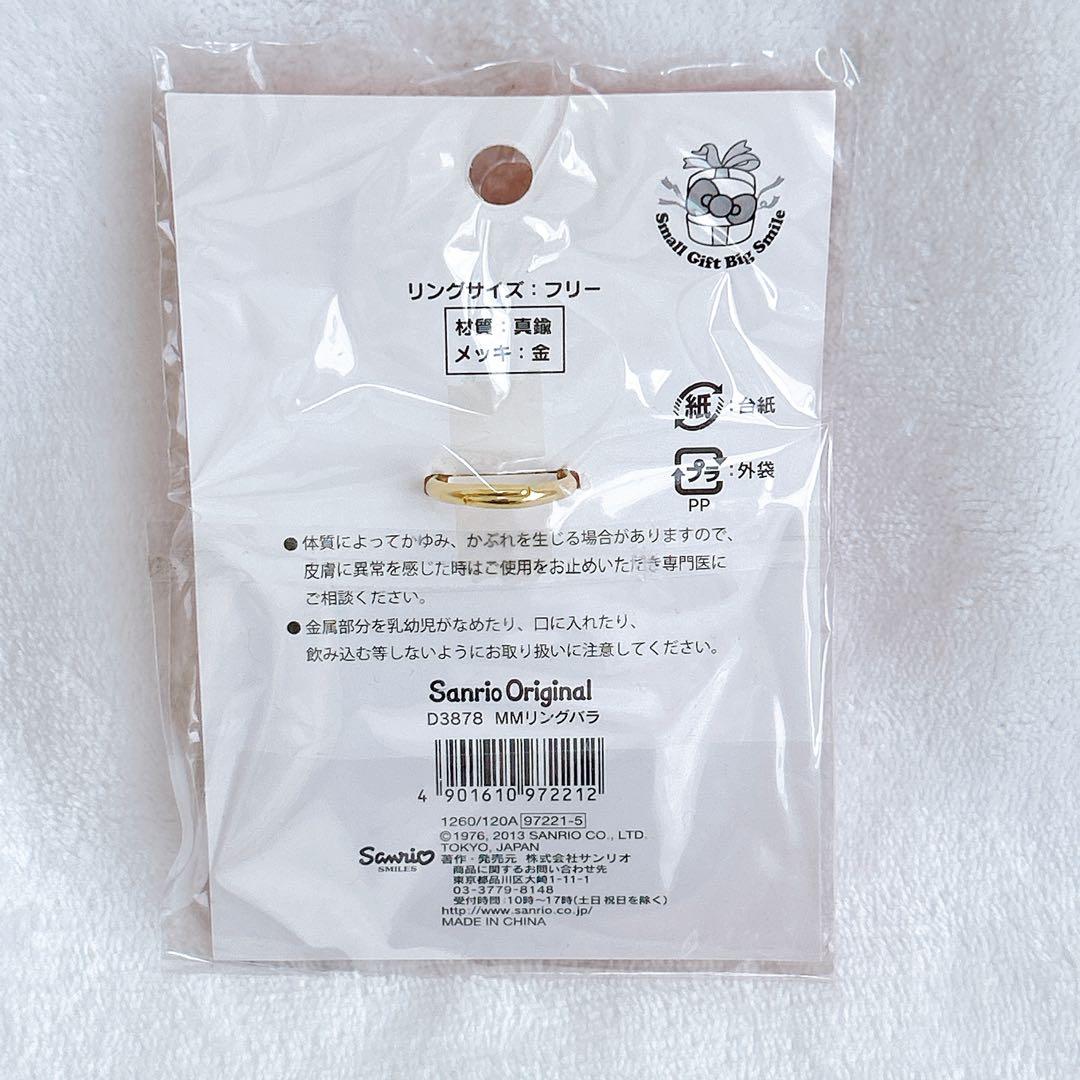 Small Gift Big Smile
リングサイズ：フリー
材質：真鍮
メッキ：金
紙：台紙
プラ：外袋
PP
●体質によってかゆみ、かぶれを生じる場合がありますので、
皮膚に異常を感じた時はご使用をお止めいただき専門医に
ご相談ください。
●金属部分を乳幼児がなめたり、口に入れたり、
飲み込む等しないようにお取り扱いに注意してください。
Sanrio Original
D3878 MMリングバラ
4 901610 972212
1260/120A 97221-5
©1976, 2013 SANRIO CO., LTD.
TOKYO, JAPAN
Sanrio
SMILES
著作・発売元 株式会社サンリオ
商品に関するお問い合わせ先
東京都品川区大崎1-11-1
03-3779-8148
受付時間：10時〜17時(土日祝日を除く)
http://www.sanrio.co.jp/
MADE IN CHINA